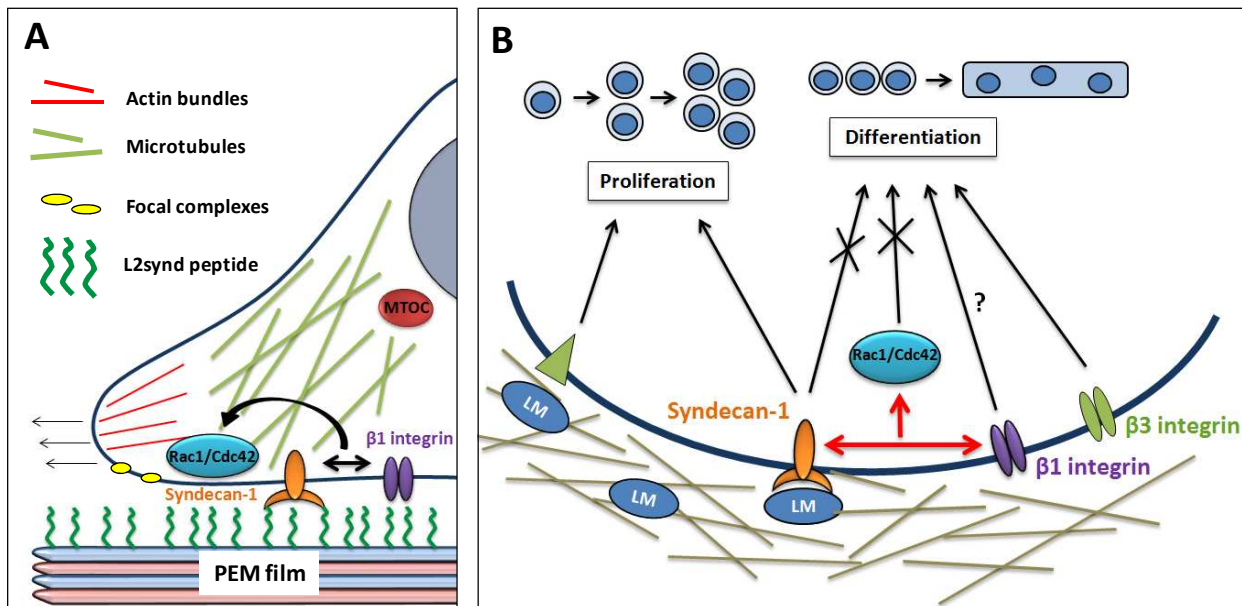 A
Actin bundles
Microtubules
Focal complexes
L2synd peptide
MTOC
Rac1/Cdc42
β1 integrin
Syndecan-1
PEM film
B
Proliferation
Differentiation
?
Rac1/Cdc42
LM
Syndecan-1
β3 integrin
β1 integrin
LM
LM